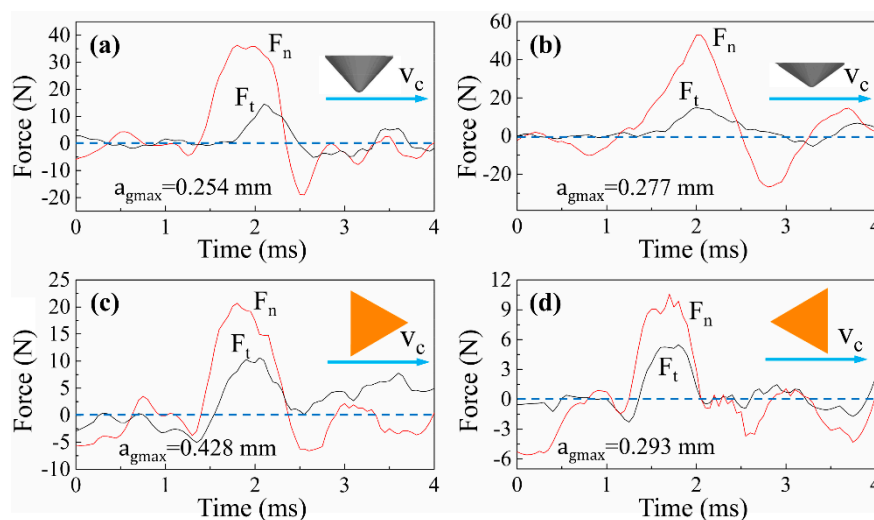 (a)
Force (N)
40
30
20
10
0
-10
-20
F_n
F_t
v_c
a_gmax=0.254 mm
0 1 2 3 4
Time (ms)
(b)
Force (N)
60
40
20
0
-20
F_n
F_t
v_c
a_gmax=0.277 mm
0 1 2 3 4
Time (ms)
(c)
Force (N)
25
20
15
10
5
0
-5
-10
F_n
F_t
v_c
a_gmax=0.428 mm
0 1 2 3 4
Time (ms)
(d)
Force (N)
12
9
6
3
0
-3
-6
F_n
F_t
v_c
a_gmax=0.293 mm
0 1 2 3 4
Time (ms)